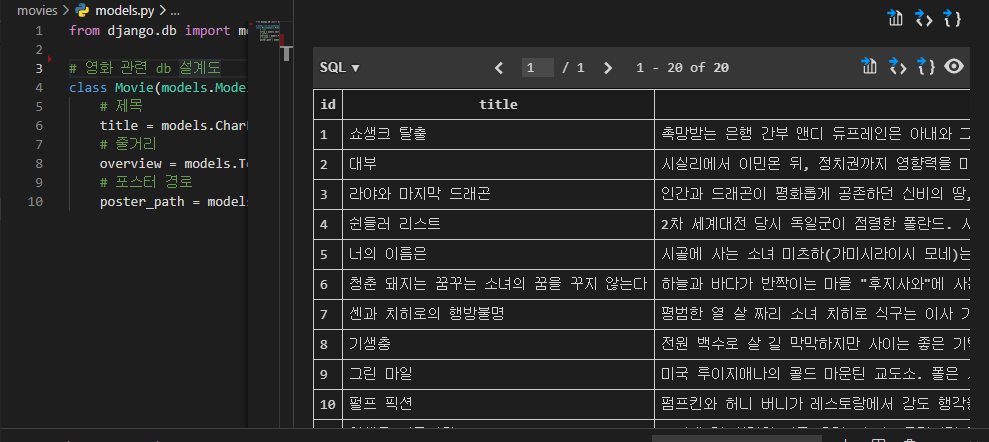 movies > models.py > ...
1 from django.db import mo
2
3 # 영화 관련 db 설계도
4 class Movie(models.Mode
5 # 제목
6 title = models.Char
7 # 줄거리
8 overview = models.Te
9 # 포스터 경로
10 poster_path = models
SQL ▼ < 1 / 1 > 1 - 20 of 20
id title
1 쇼생크 탈출 촉망받는 은행 간부 앤디 듀프레인은 아내와 그
2 대부 시실리에서 이민온 뒤, 정치권까지 영향력을 미
3 라야와 마지막 드래곤 인간과 드래곤이 평화롭게 공존하던 신비의 땅,
4 쉰들러 리스트 2차 세계대전 당시 독일군이 점령한 폴란드.
5 너의 이름은 시골에 사는 소녀 미츠하(가미시라이시 모네)는
6 청춘 돼지는 꿈꾸는 소녀의 꿈을 꾸지 않는다 하늘과 바다가 반짝이는 마을 "후지사와"에 사는
7 센과 치히로의 행방불명 평범한 열 살 짜리 소녀 치히로 식구는 이사
8 기생충 전원 백수로 살 길 막막하지만 사이는 좋은
9 그린 마일 미국 루이지애나의 콜드 마운틴 교도소. 폴은
10 펄프 픽션 펌프킨와 허니 버니가 레스토랑에서 강도 행각을